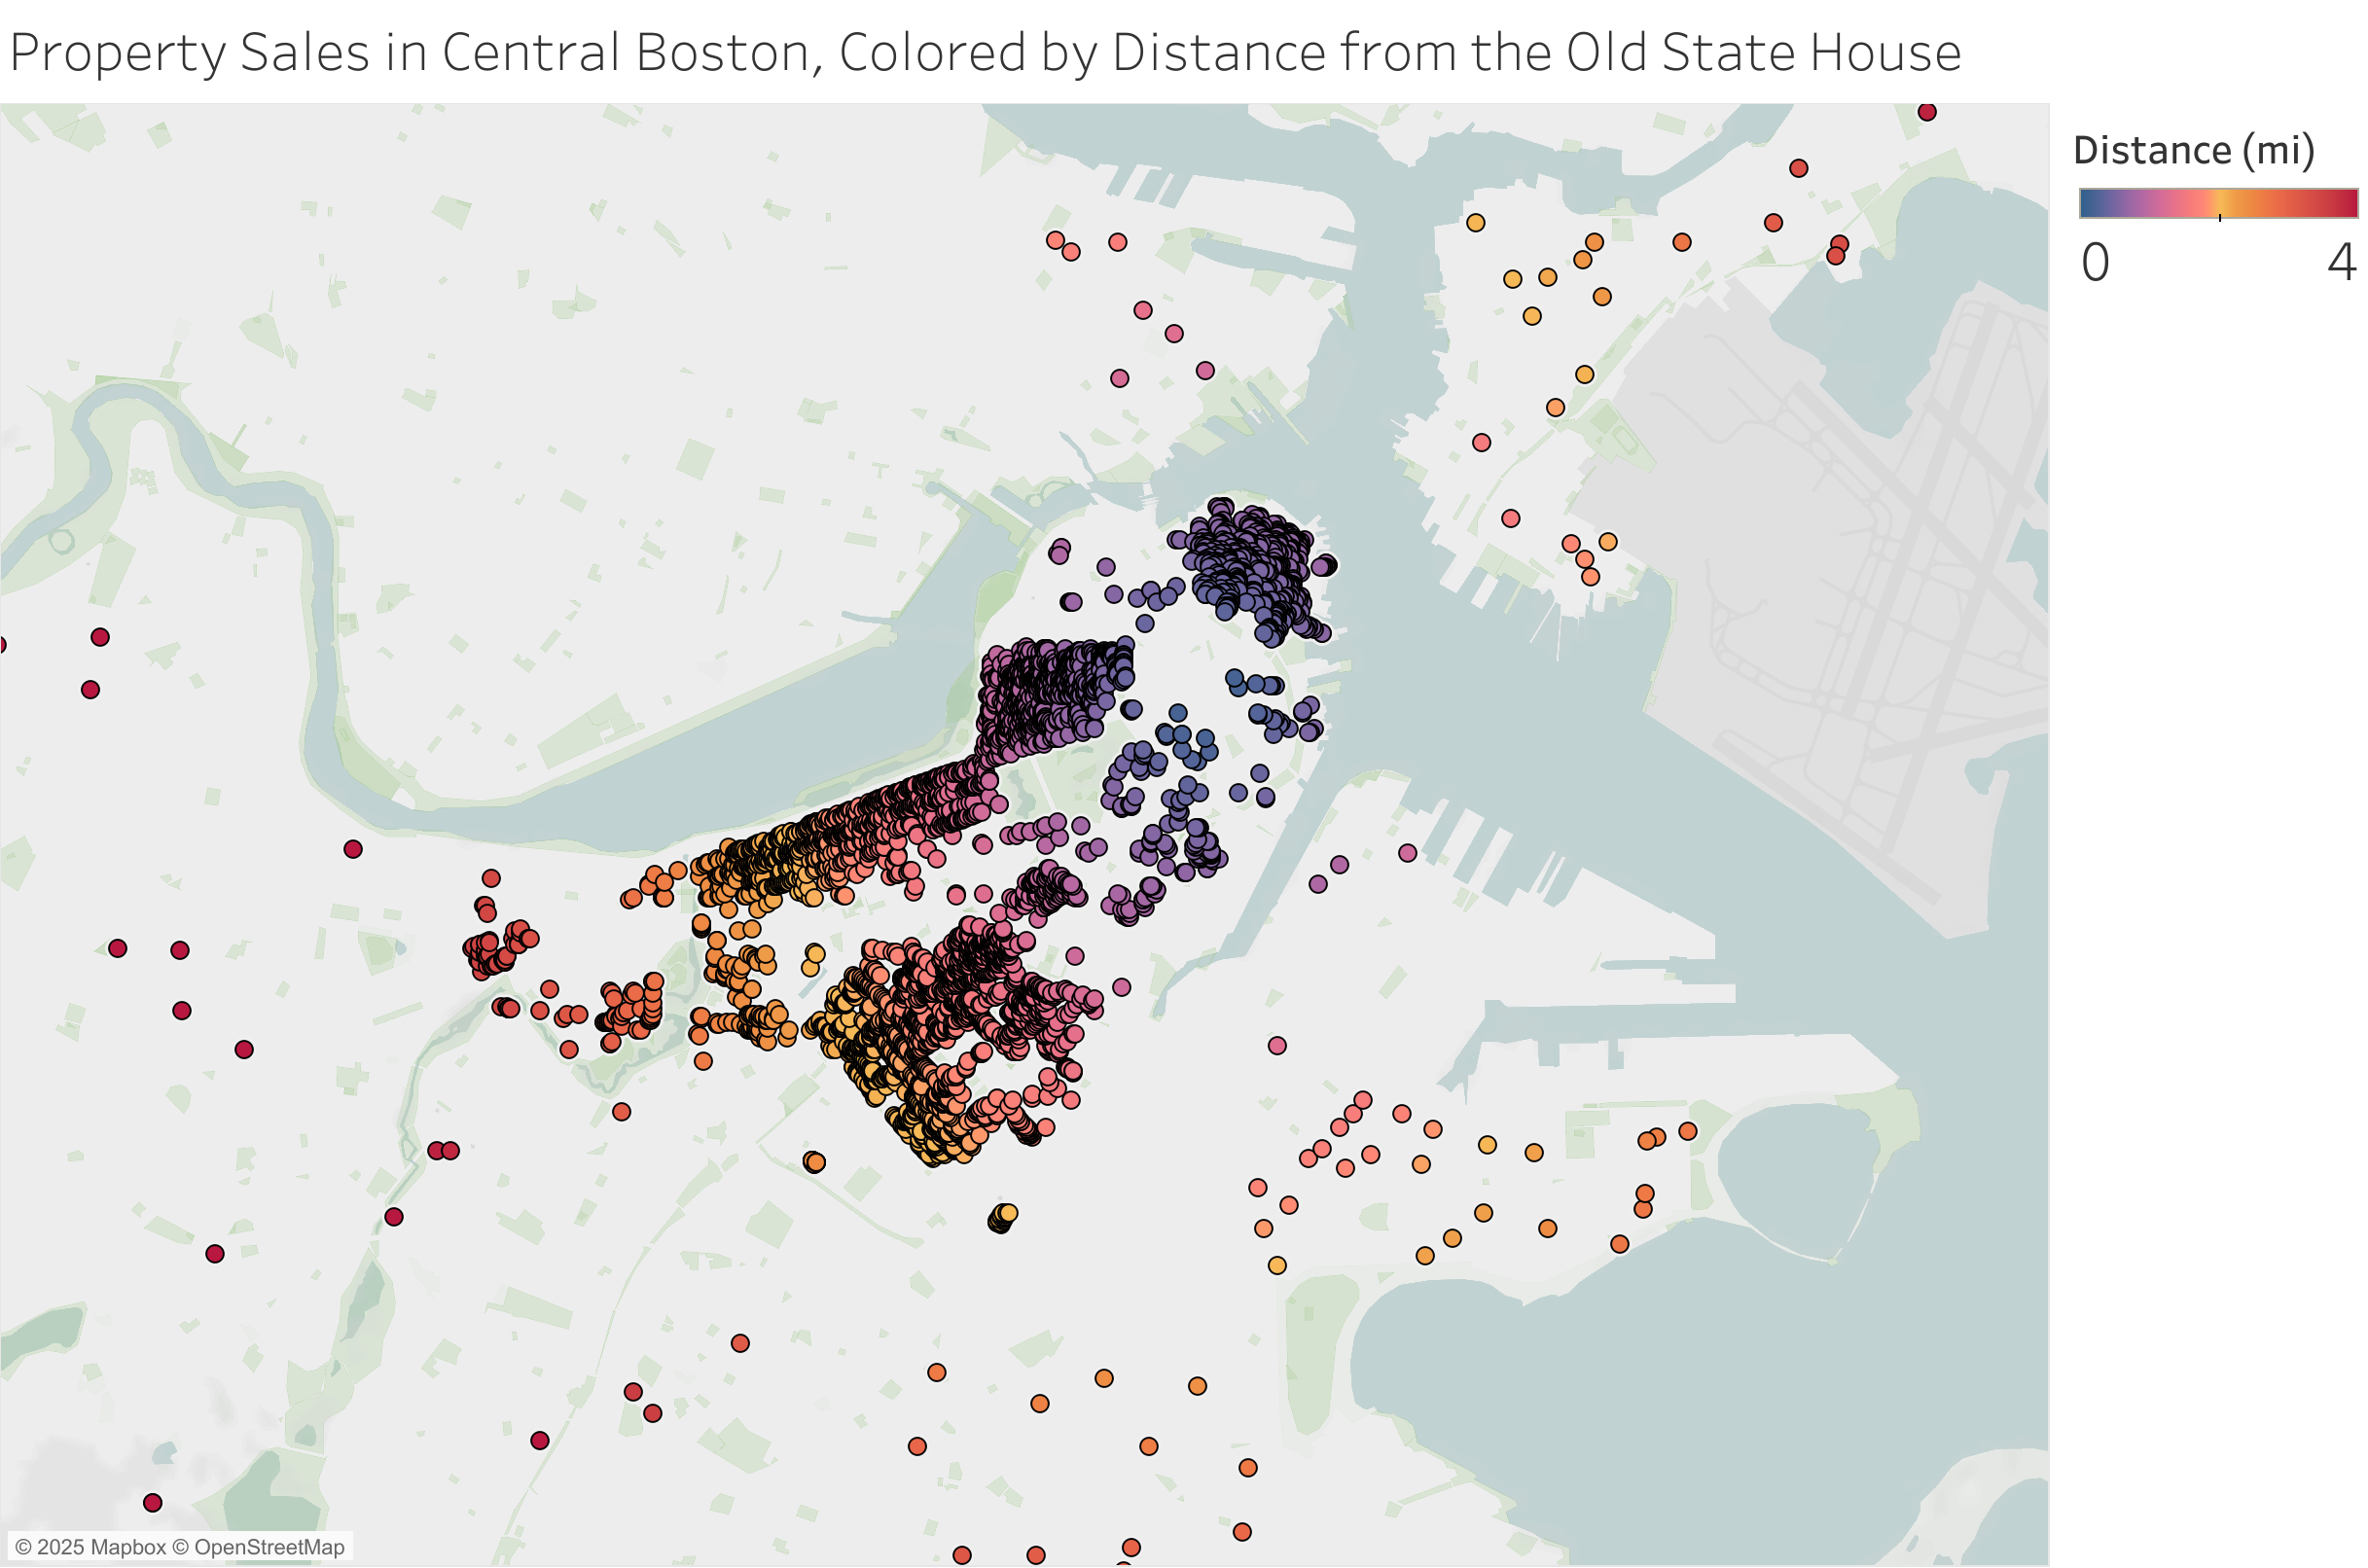 Property Sales in Central Boston, Colored by Distance from the Old State House
Distance (mi)
0 4
© 2025 Mapbox © OpenStreetMap